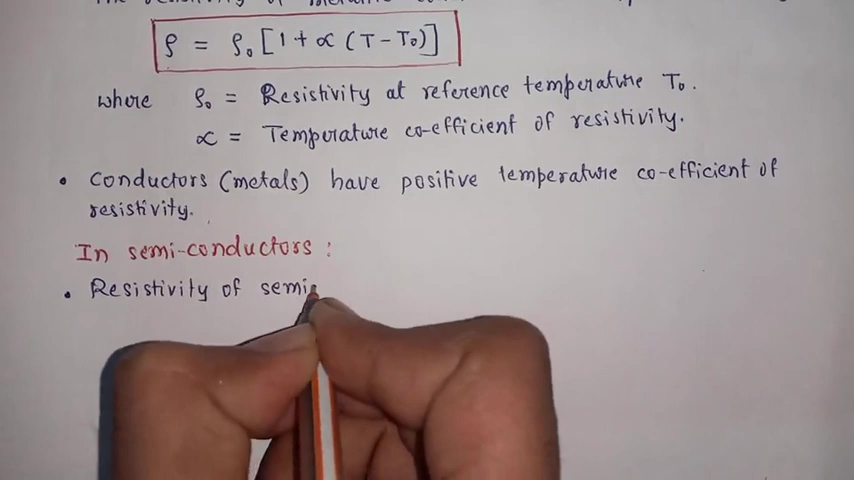 ρ = ρ₀ [1 + α (T - T₀)]
where ρ₀ = Resistivity at reference temperature T₀.
α = Temperature co-efficient of resistivity.
• Conductors (metals) have positive temperature co-efficient of
resistivity.
In semi-conductors :
• Resistivity of semi